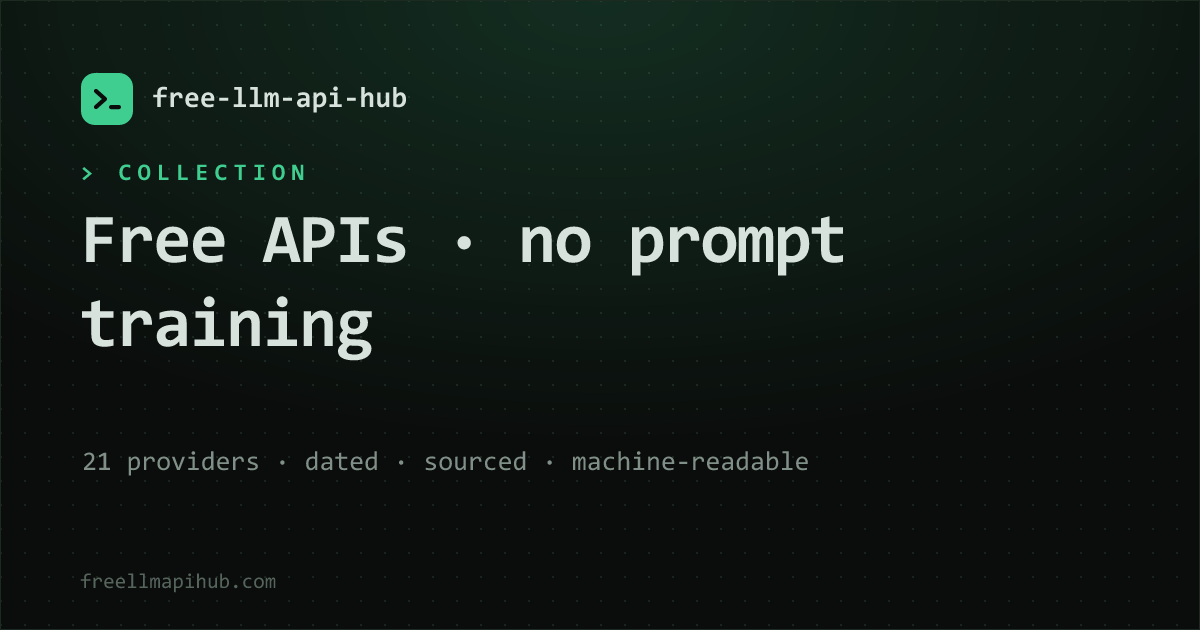 free-llm-api-hub
> COLLECTION
Free APIs · no prompt
training
21 providers · dated · sourced · machine-readable
freellmapihub.com